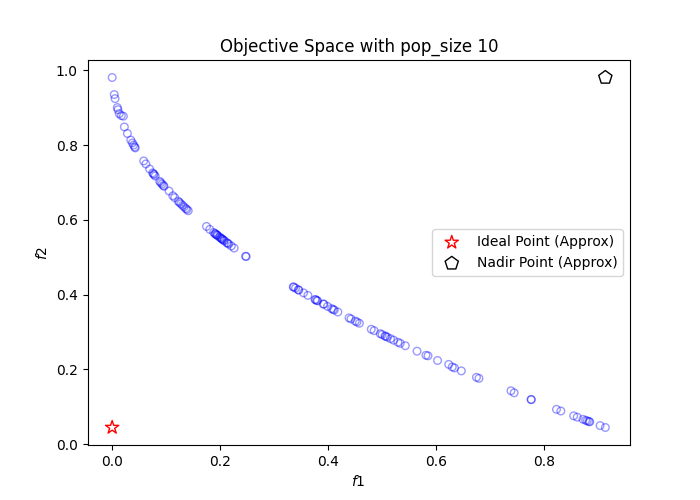 Objective Space with pop_size 10
1.0
0.8
0.6
0.4
0.2
0.0
f2
Ideal Point (Approx)
Nadir Point (Approx)
0.0 0.2 0.4 0.6 0.8
f1